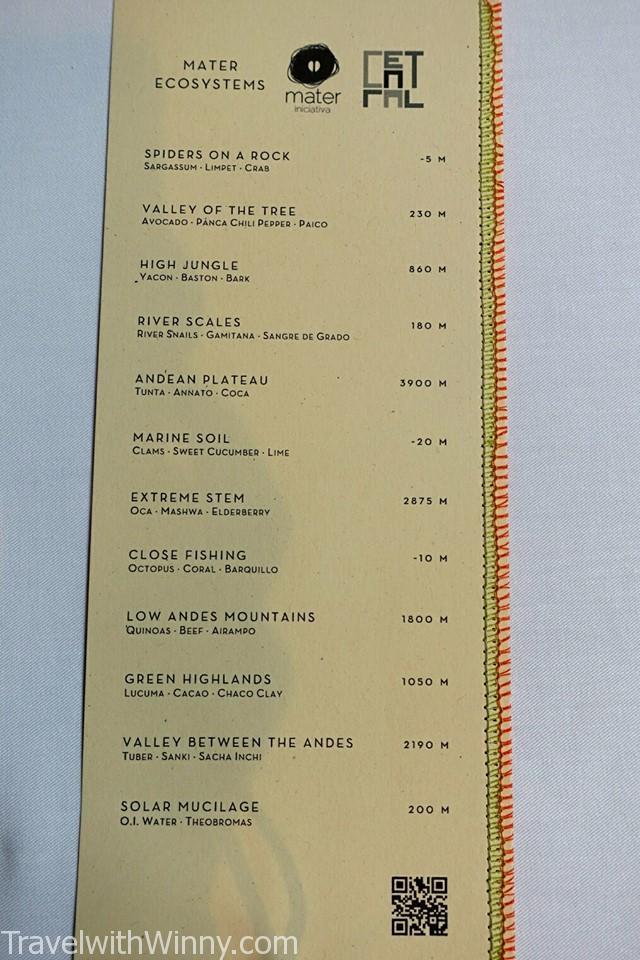 MATER
ECOSYSTEMS
mater
iniciativa
CENTRAL
SPIDERS ON A ROCK -5 M
SARGASSUM · LIMPET · CRAB
VALLEY OF THE TREE 230 M
AVOCADO · PANCA CHILI PEPPER · PAICO
HIGH JUNGLE 860 M
YACON · BASTON · BARK
RIVER SCALES 180 M
RIVER SNAILS · GAMITANA · SANGRE DE GRADO
ANDEAN PLATEAU 3900 M
TUNTA · ANNATO · COCA
MARINE SOIL -20 M
CLAMS · SWEET CUCUMBER · LIME
EXTREME STEM 2875 M
OCA · MASHWA · ELDERBERRY
CLOSE FISHING -10 M
OCTOPUS · CORAL · BARQUILLO
LOW ANDES MOUNTAINS 1800 M
QUINOAS · BEEF · AIRAMPO
GREEN HIGHLANDS 1050 M
LUCUMA · CACAO · CHACO CLAY
VALLEY BETWEEN THE ANDES 2190 M
TUBER · SANKI · SACHA INCHI
SOLAR MUCILAGE 200 M
O.I. WATER · THEOBROMAS
TravelwithWinny.com